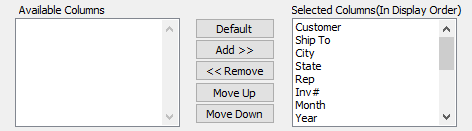 Available Columns
Selected Columns(In Display Order)
Default
Add >>
<< Remove
Move Up
Move Down
Customer
Ship To
City
State
Rep
Inv#
Month
Year